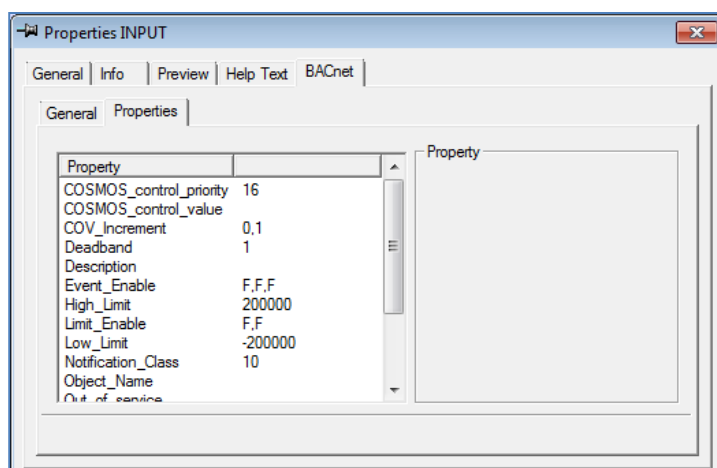 Properties INPUT
General Info Preview Help Text BACnet
General Properties
Property
Property
COSMOS_control_priority 16
COSMOS_control_value
COV_Increment 0,1
Deadband 1
Description
Event_Enable F,F,F
High_Limit 200000
Limit_Enable F,F
Low_Limit -200000
Notification_Class 10
Object_Name
Out_of_service